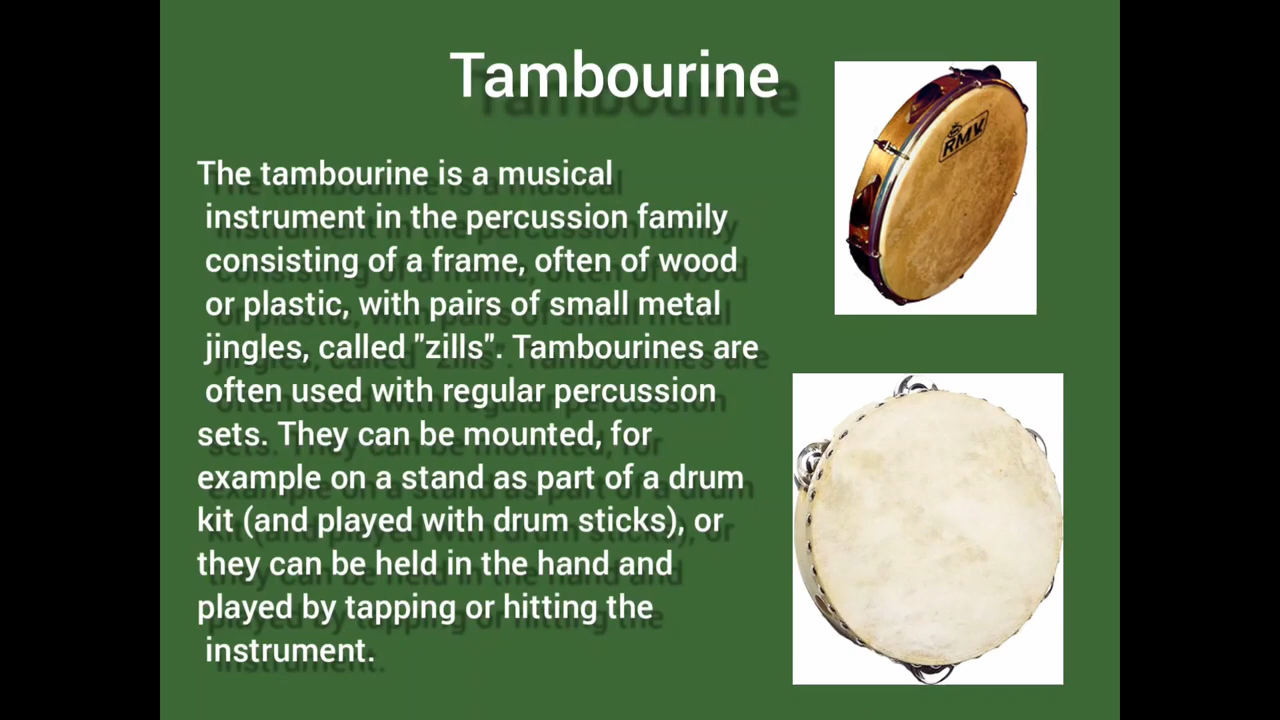 Tambourine
The tambourine is a musical
instrument in the percussion family
consisting of a frame, often of wood
or plastic, with pairs of small metal
jingles, called "zills". Tambourines are
often used with regular percussion
sets. They can be mounted, for
example on a stand as part of a drum
kit (and played with drum sticks), or
they can be held in the hand and
played by tapping or hitting the
instrument.
RMV